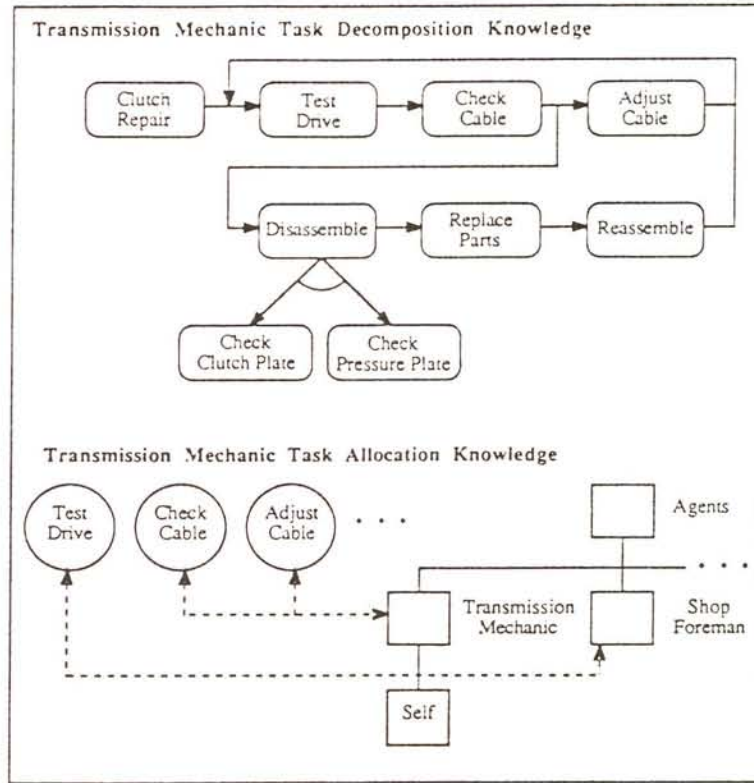 Transmission Mechanic Task Decomposition Knowledge
Clutch
Repair
Test
Drive
Check
Cable
Adjust
Cable
Disassemble
Replace
Parts
Reassemble
Check
Clutch Plate
Check
Pressure Plate
Transmission Mechanic Task Allocation Knowledge
Test
Drive
Check
Cable
Adjust
Cable
. . .
Agents
. . .
Transmission
Mechanic
Shop
Foreman
Self